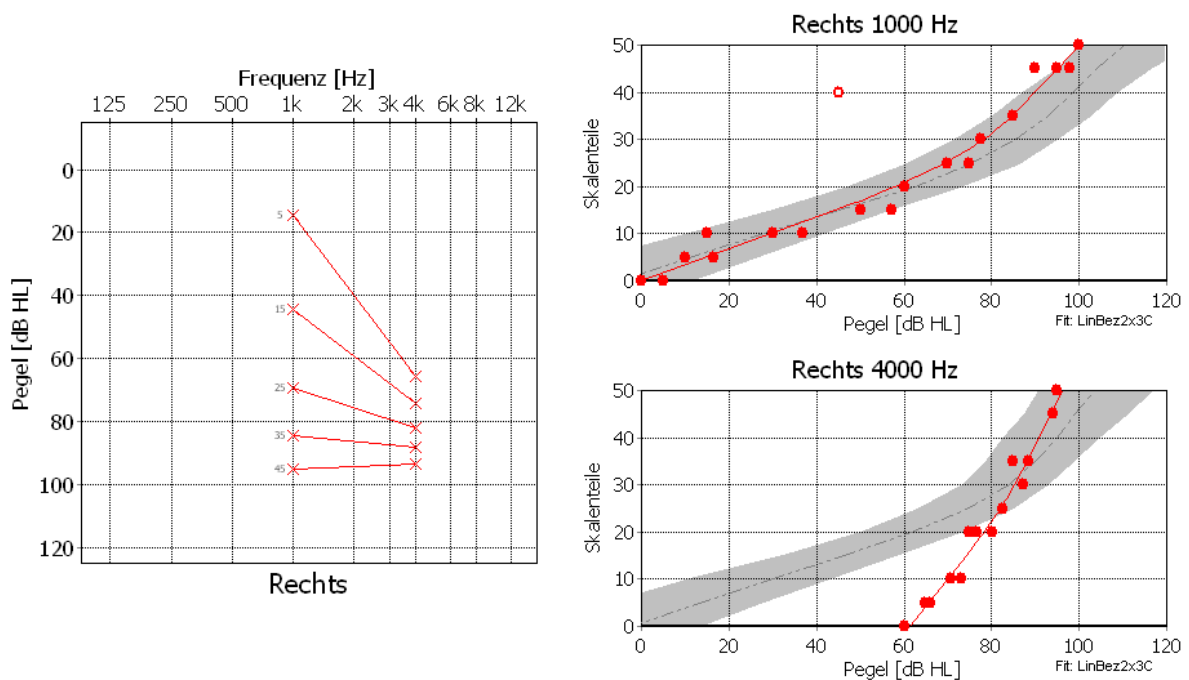 Frequenz [Hz]
125 250 500 1k 2k 3k 4k 6k 8k 12k
Pegel [dB HL]
0
20
40
60
80
100
120
5
15
25
35
45
Rechts
Rechts 1000 Hz
Skalenteile
50
40
30
20
10
0
0 20 40 60 80 100 120
Pegel [dB HL]
Fit: LinBez2x3C
Rechts 4000 Hz
Skalenteile
50
40
30
20
10
0
0 20 40 60 80 100 120
Pegel [dB HL]
Fit: LinBez2x3C